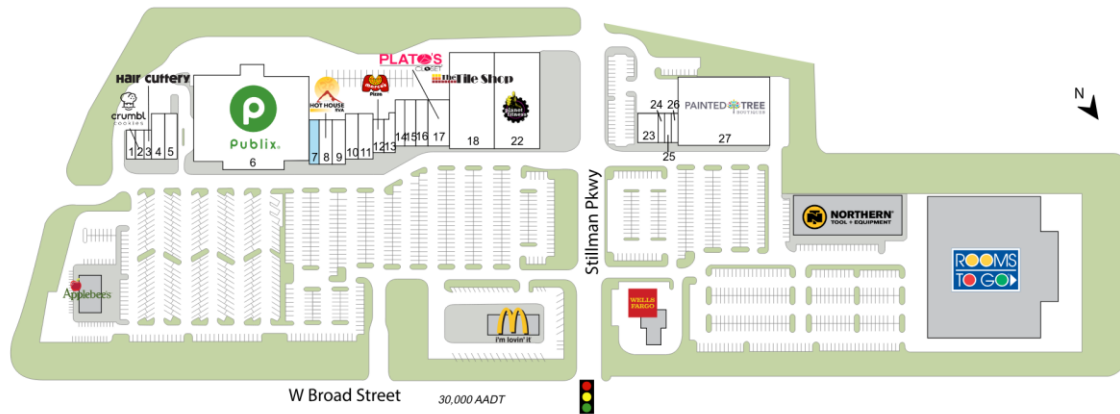 PLATO'S
CLOSET
Hair Cuttery
The Tile Shop
crumbl
cookies
HOT HOUSE
YOGA
Pizza
Publix.
planet fitness
24 26
PAINTED TREE
BOUTIQUES
1 2 3 4 5
6
7 8 9 10 11 12 13 14 15 16 17
18
22
23
25
27
NORTHERN
TOOL + EQUIPMENT
ROOMS
TO GO
Stillman Pkwy
Applebee's
WELLS
FARGO
i'm lovin' it
W Broad Street
30,000 AADT
N